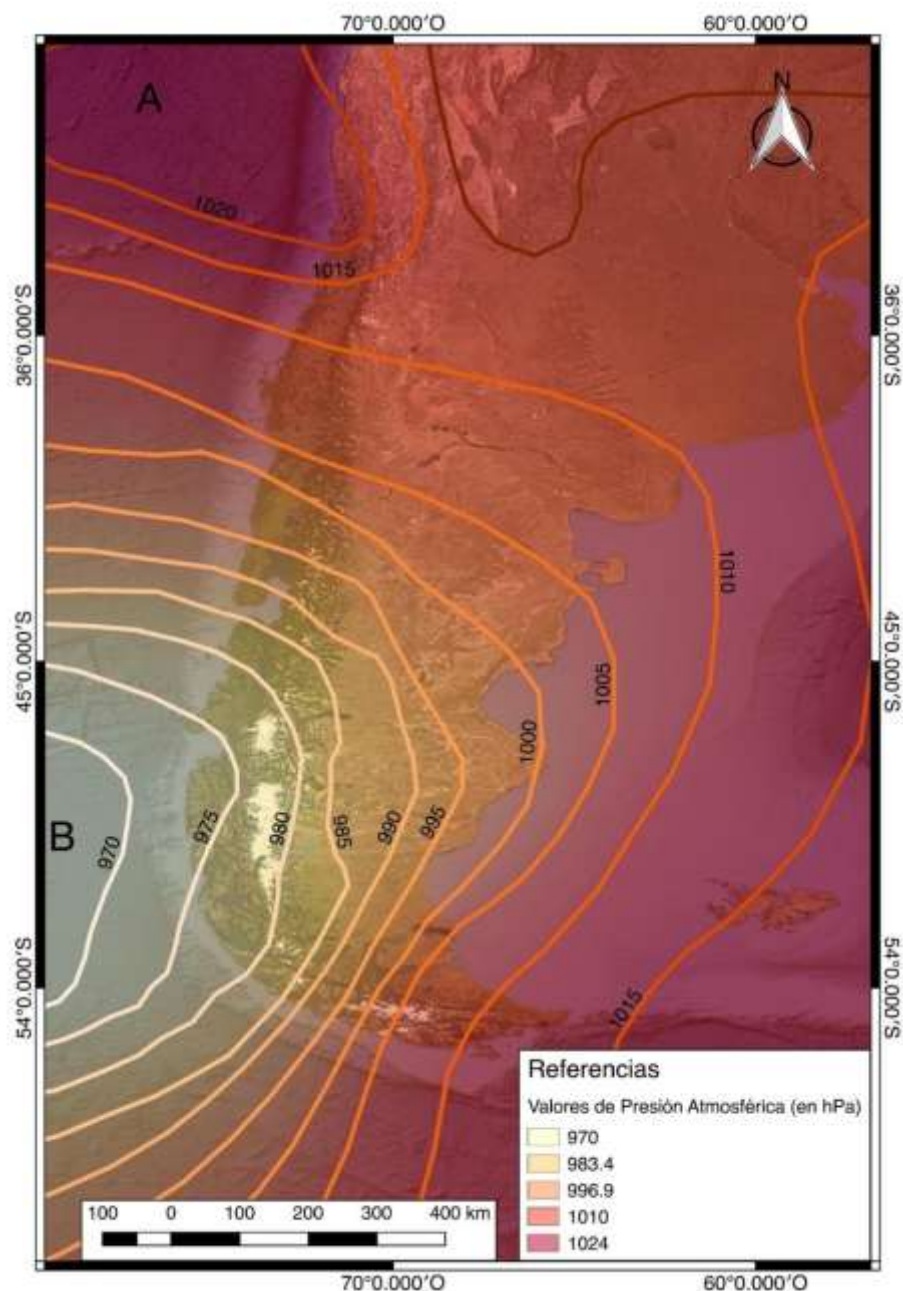 70°0.000'O 60°0.000'O
A
N
1020
1015
36°0.000'S 36°0.000'S
1010
45°0.000'S 45°0.000'S
1005
1000
B
970
975
980
985
990
995
54°0.000'S 54°0.000'S
1015
Referencias
Valores de Presión Atmosférica (en hPa)
970
983.4
996.9
1010
1024
100 0 100 200 300 400 km
70°0.000'O 60°0.000'O